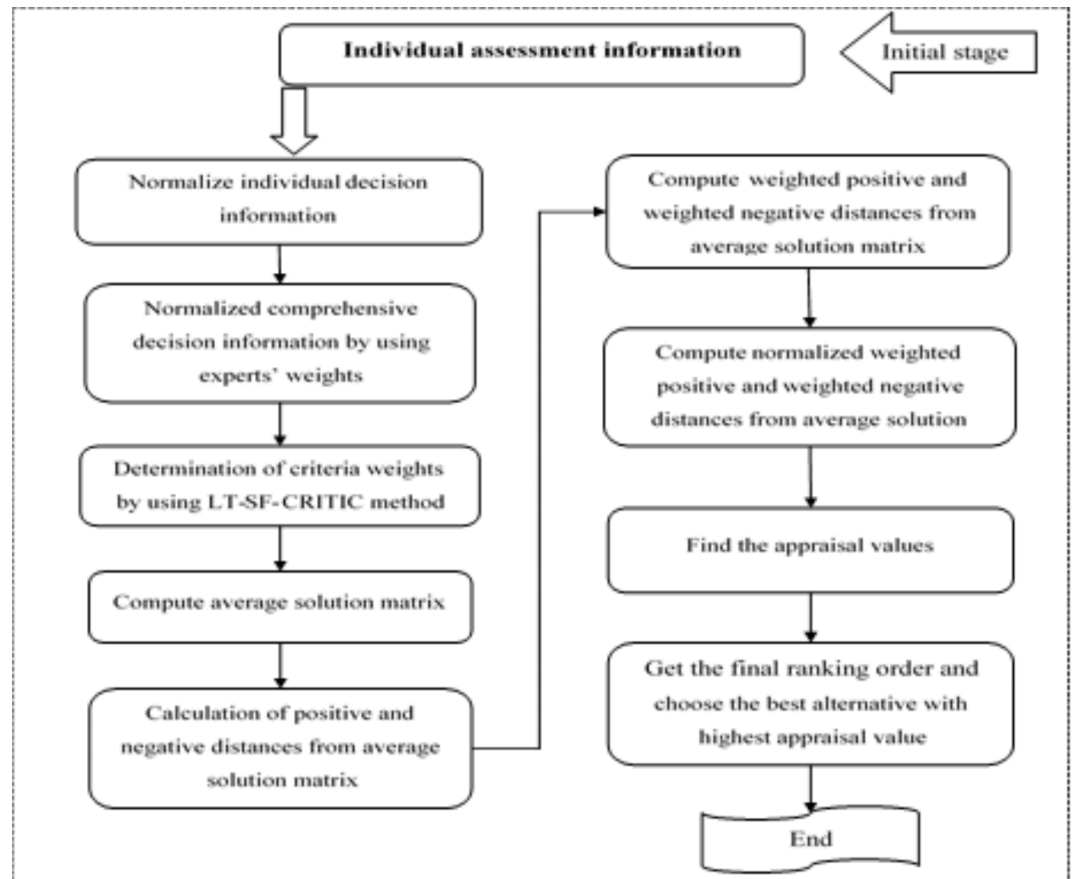 Individual assessment information
Initial stage
Normalize individual decision
information
Normalized comprehensive
decision information by using
experts’ weights
Determination of criteria weights
by using LT-SF-CRITIC method
Compute average solution matrix
Calculation of positive and
negative distances from average
solution matrix
Compute weighted positive and
weighted negative distances from
average solution matrix
Compute normalized weighted
positive and weighted negative
distances from average solution
Find the appraisal values
Get the final ranking order and
choose the best alternative with
highest appraisal value
End